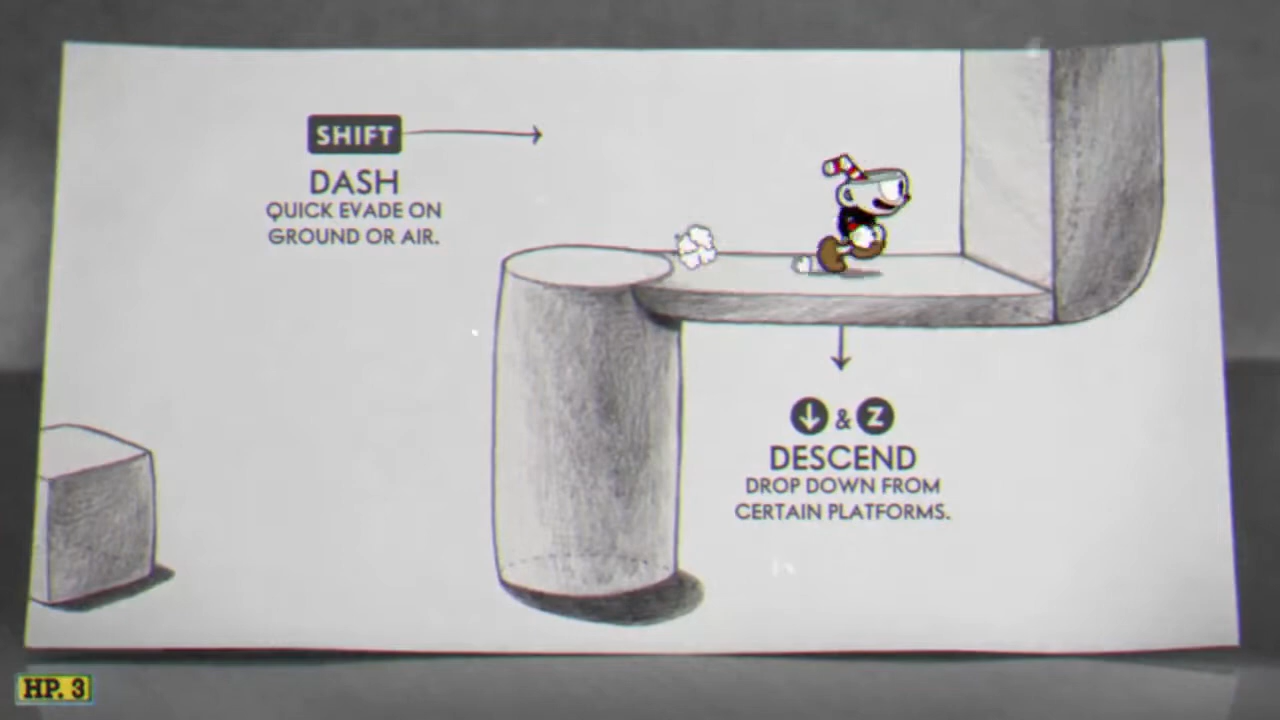 SHIFT
DASH
QUICK EVADE ON
GROUND OR AIR.
↓ & Z
DESCEND
DROP DOWN FROM
CERTAIN PLATFORMS.
HP. 3